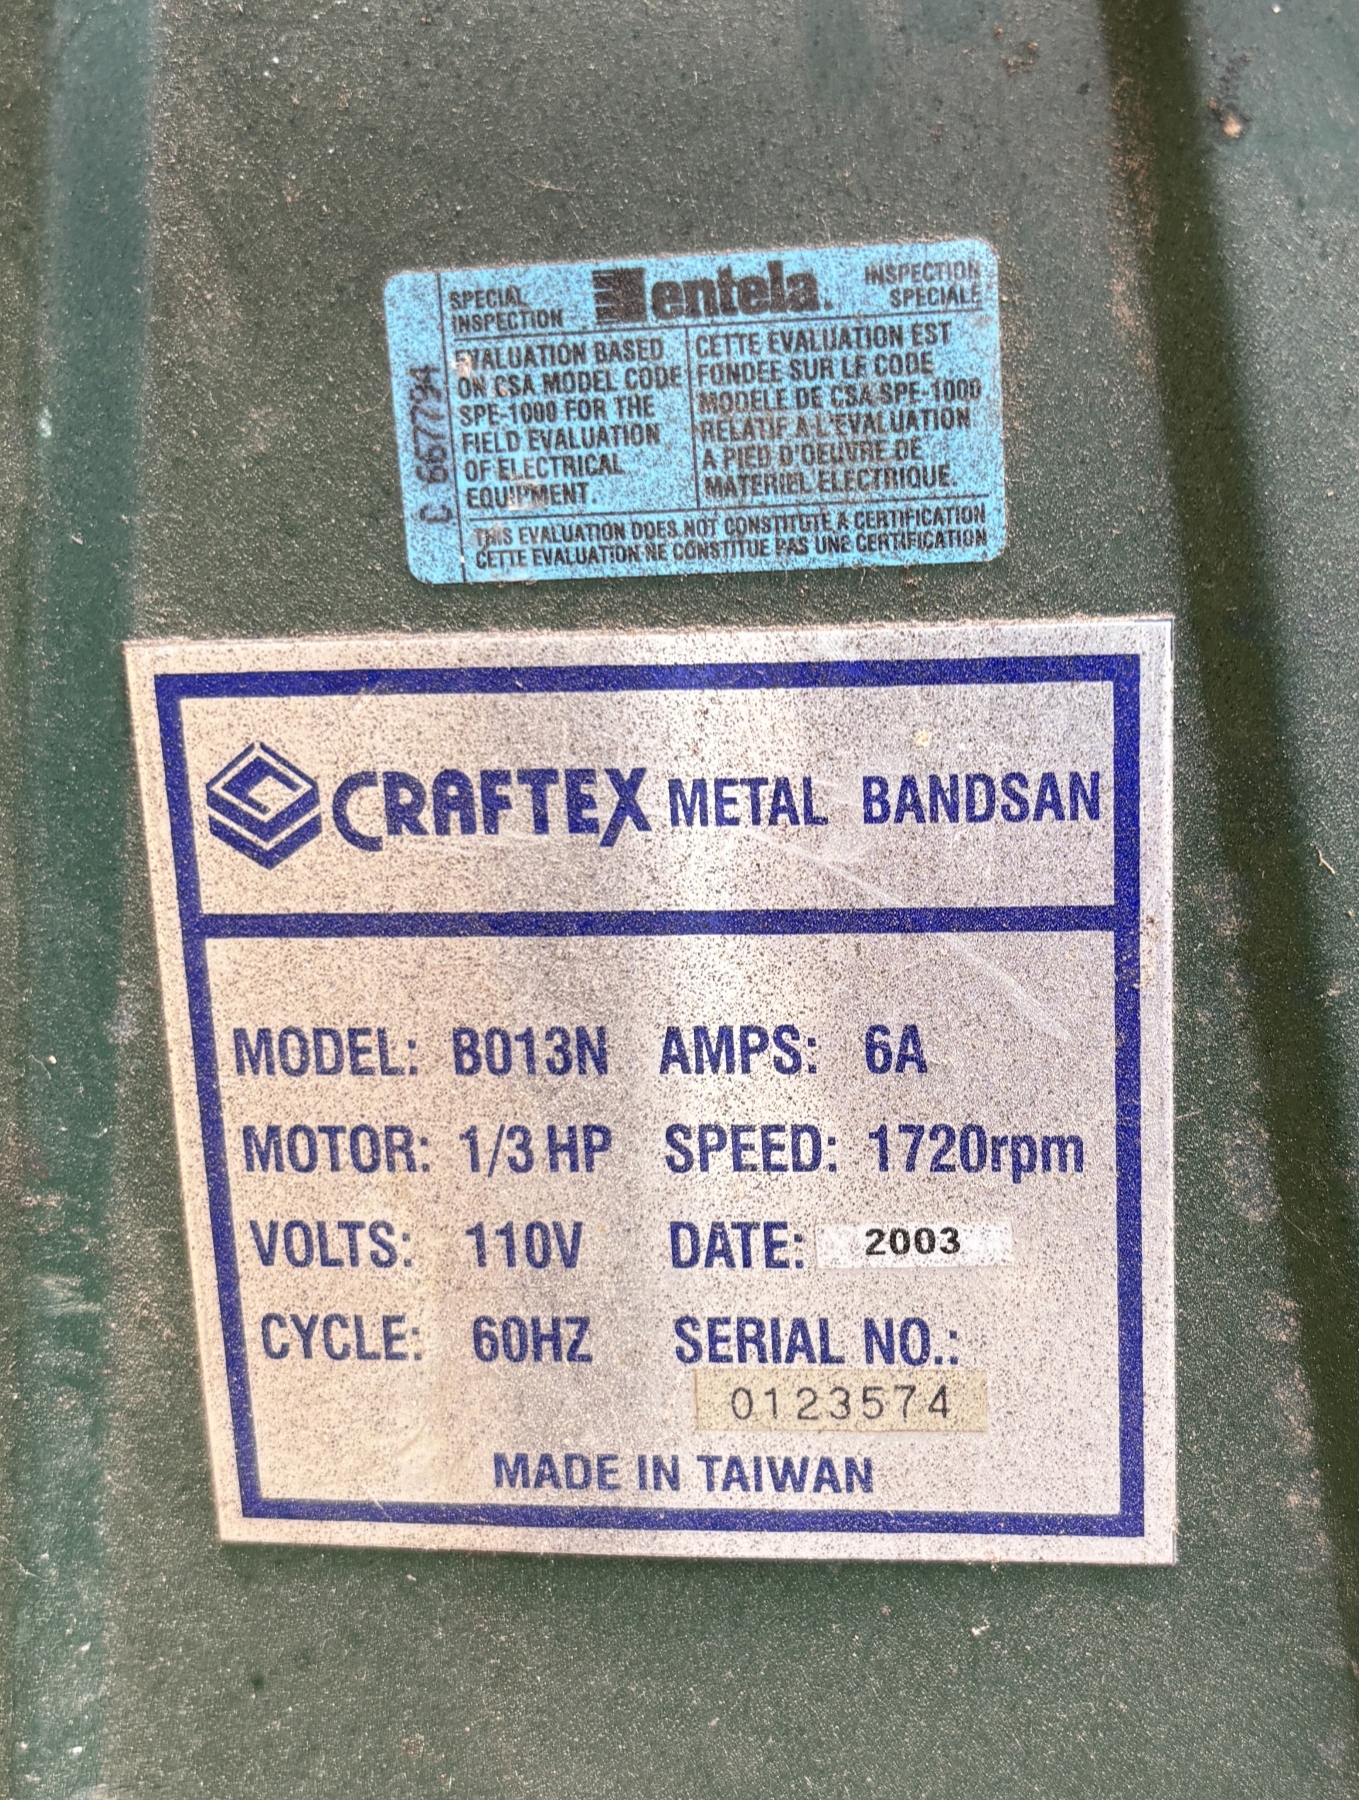 SPECIAL INSPECTION
entela.
INSPECTION SPECIALE
C 667794
EVALUATION BASED
ON CSA MODEL CODE
SPE-1000 FOR THE
FIELD EVALUATION
OF ELECTRICAL
EQUIPMENT.
CETTE EVALUATION EST
FONDEE SUR LE CODE
MODELE DE CSA SPE-1000
RELATIF A L'EVALUATION
A PIED D'OEUVRE DE
MATERIEL ELECTRIQUE.
THIS EVALUATION DOES NOT CONSTITUTE A CERTIFICATION
CETTE EVALUATION NE CONSTITUE PAS UNE CERTIFICATION
CRAFTEX METAL BANDSAN
MODEL: B013N AMPS: 6A
MOTOR: 1/3 HP SPEED: 1720rpm
VOLTS: 110V DATE: 2003
CYCLE: 60HZ SERIAL NO.:
0123574
MADE IN TAIWAN